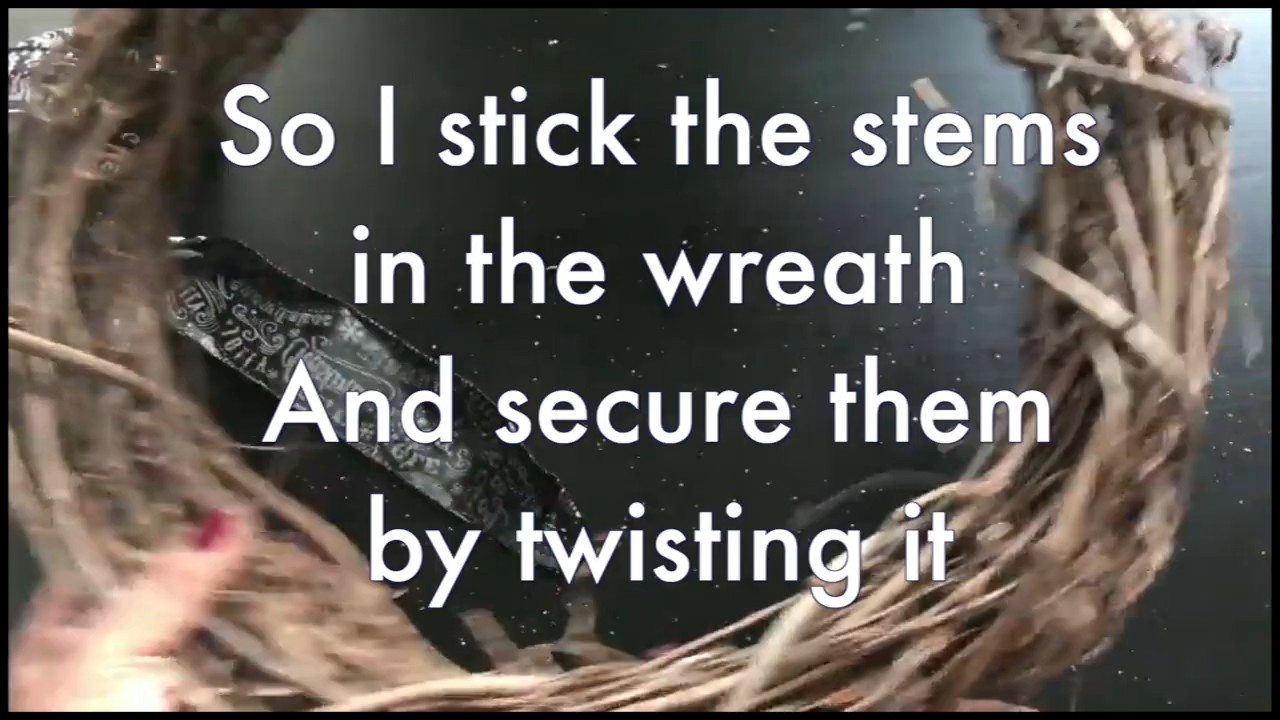 So I stick the stems
in the wreath
And secure them
by twisting it